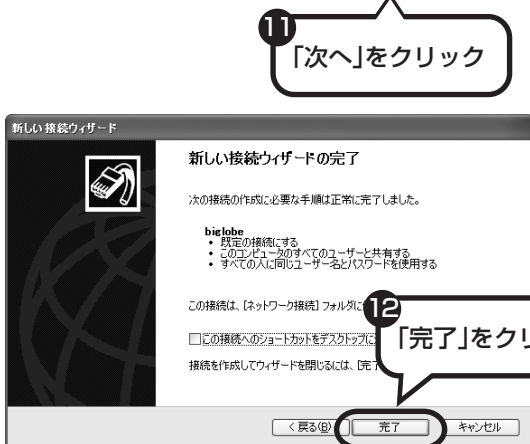 11
「次へ」をクリック
新しい接続ウィザード
新しい接続ウィザードの完了
次の接続の作成に必要な手順は正常に完了しました。
biglobe
• 既定の接続にする
• このコンピュータのすべてのユーザーと共有する
• すべての人に同じユーザー名とパスワードを使用する
この接続は、[ネットワーク接続] フォルダに
12
「完了」をクリ
この接続へのショートカットをデスクトップに
接続を作成してウィザードを閉じるには、[完了
< 戻る(B)
完了
キャンセル